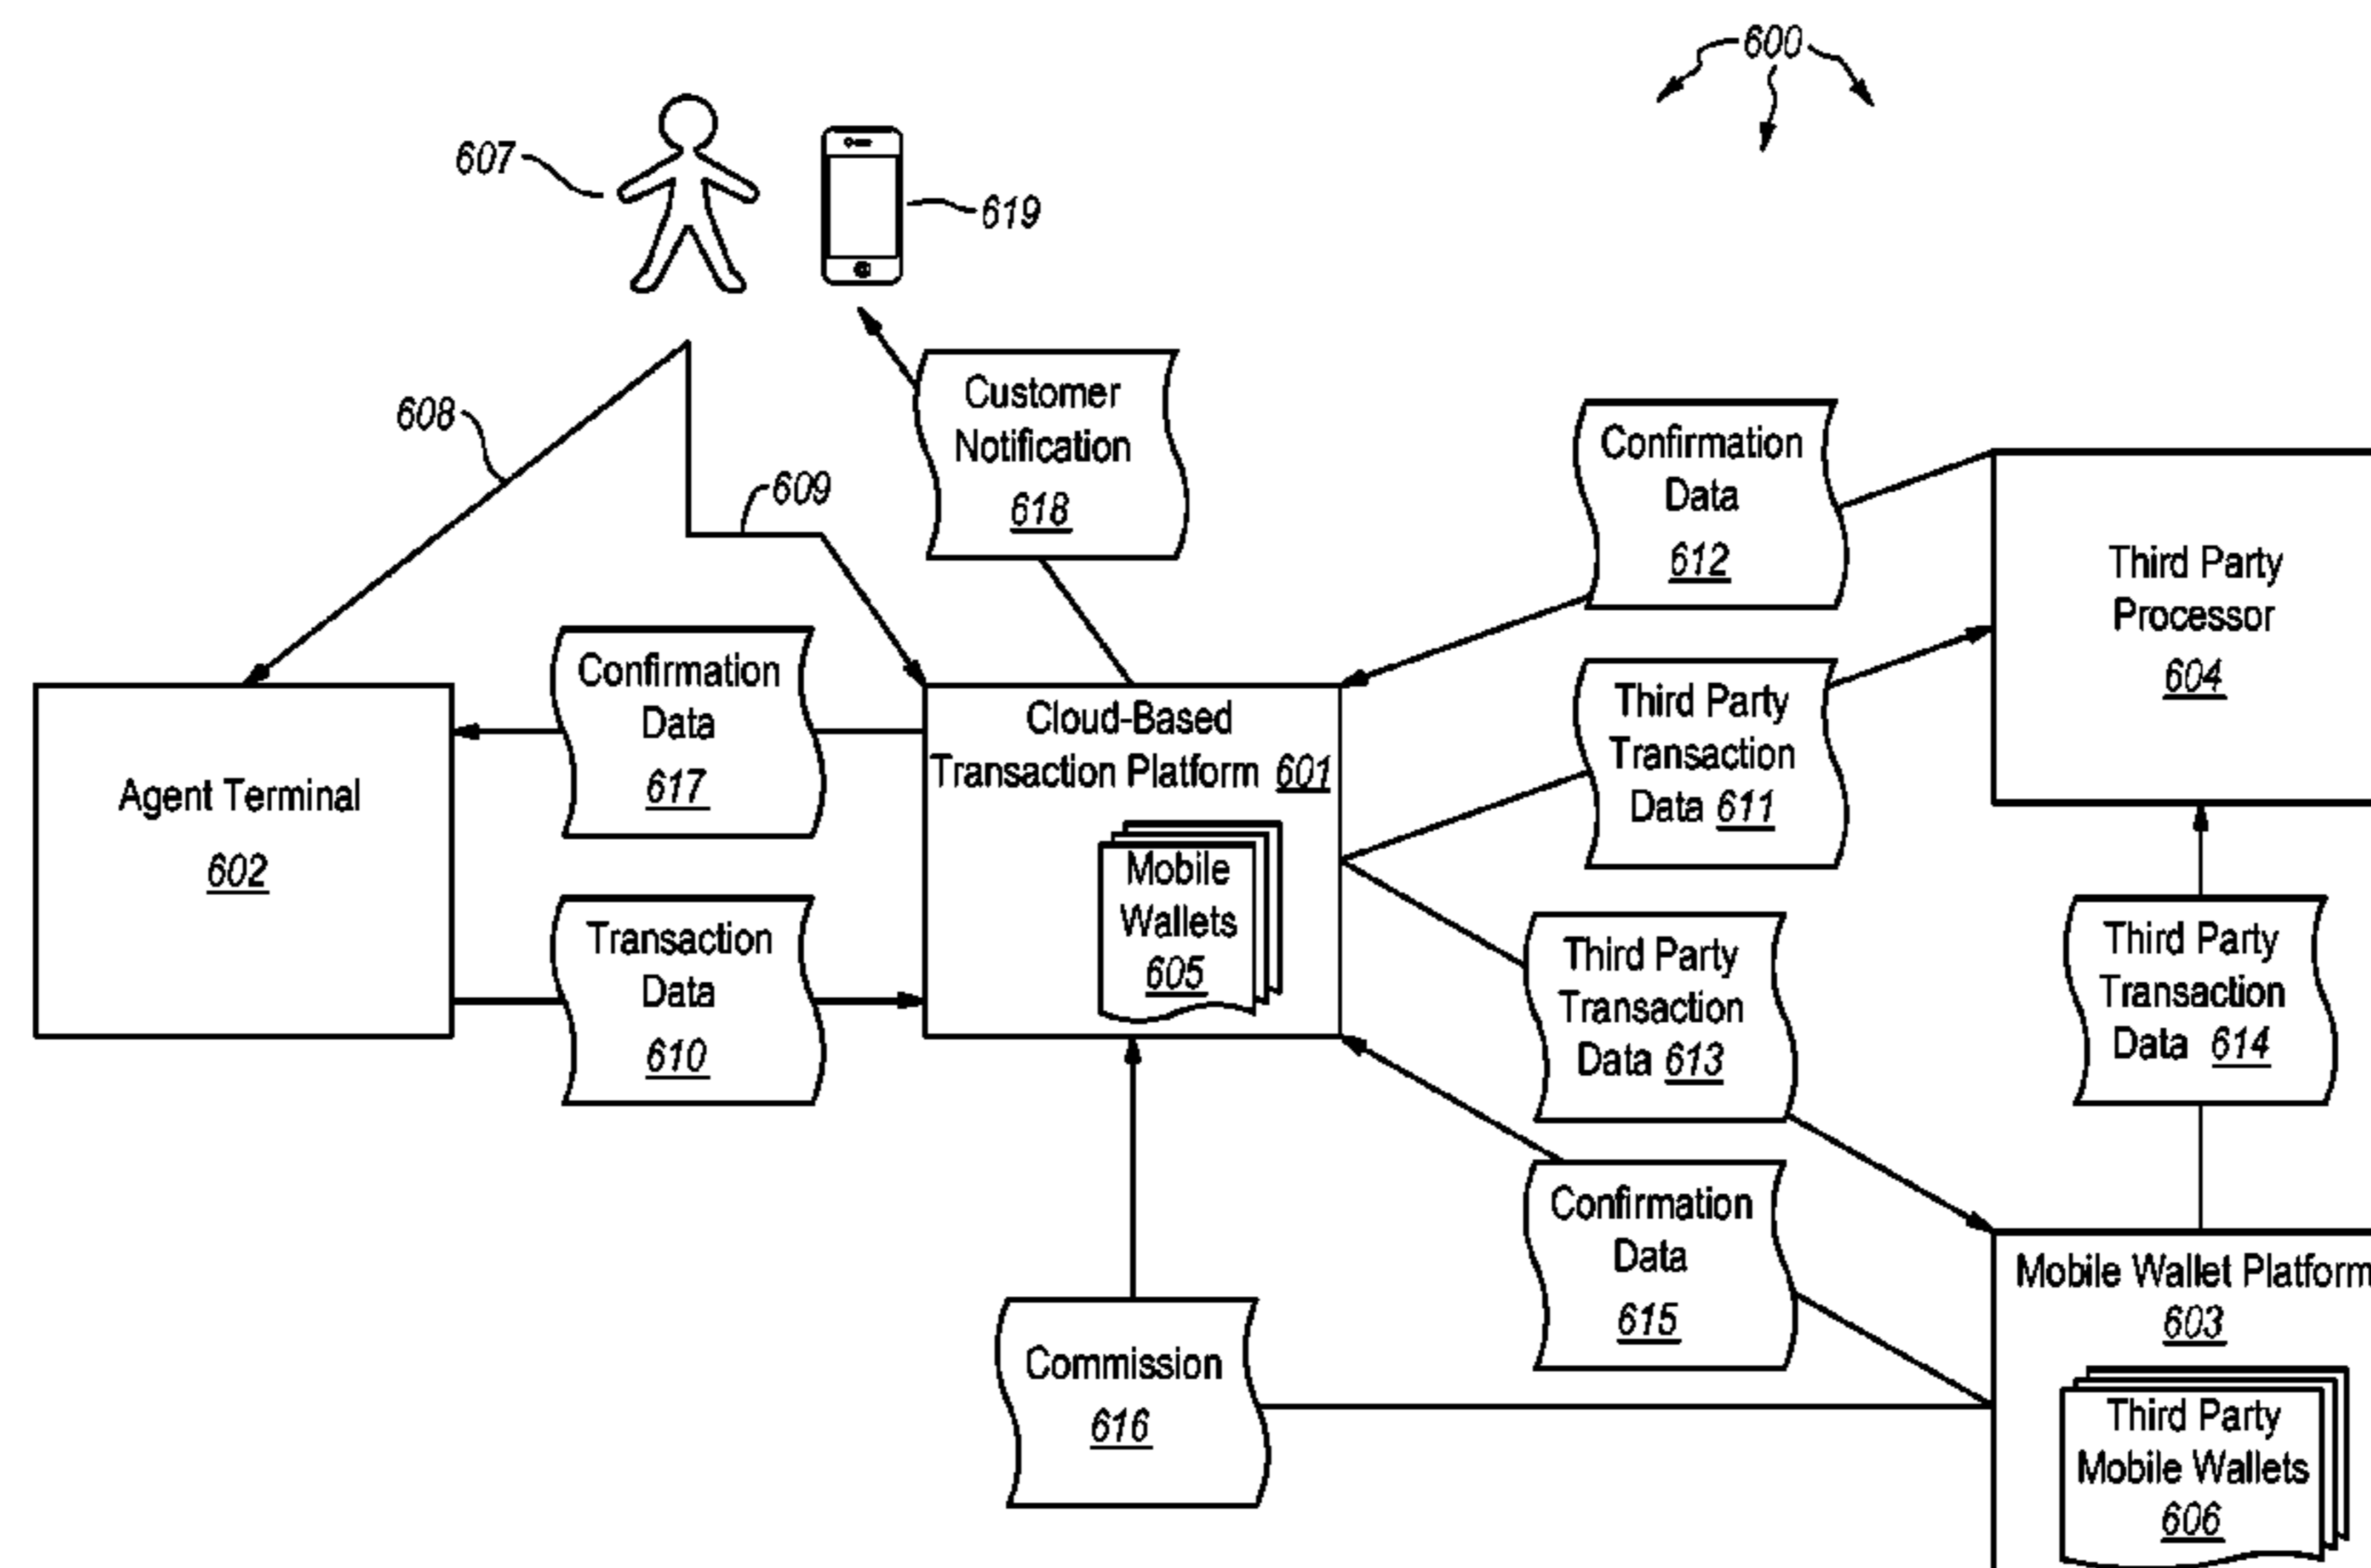 600
607
619
608
609
Customer
Notification
618
Confirmation
Data
612
Third Party
Processor
604
Confirmation
Data
617
Cloud-Based
Transaction Platform 601
Third Party
Transaction
Data 611
Agent Terminal
602
Mobile
Wallets
605
Transaction
Data
610
Third Party
Transaction
Data 613
Third Party
Transaction
Data 614
Confirmation
Data
615
Mobile Wallet Platform
603
Commission
616
Third Party
Mobile Wallets
606